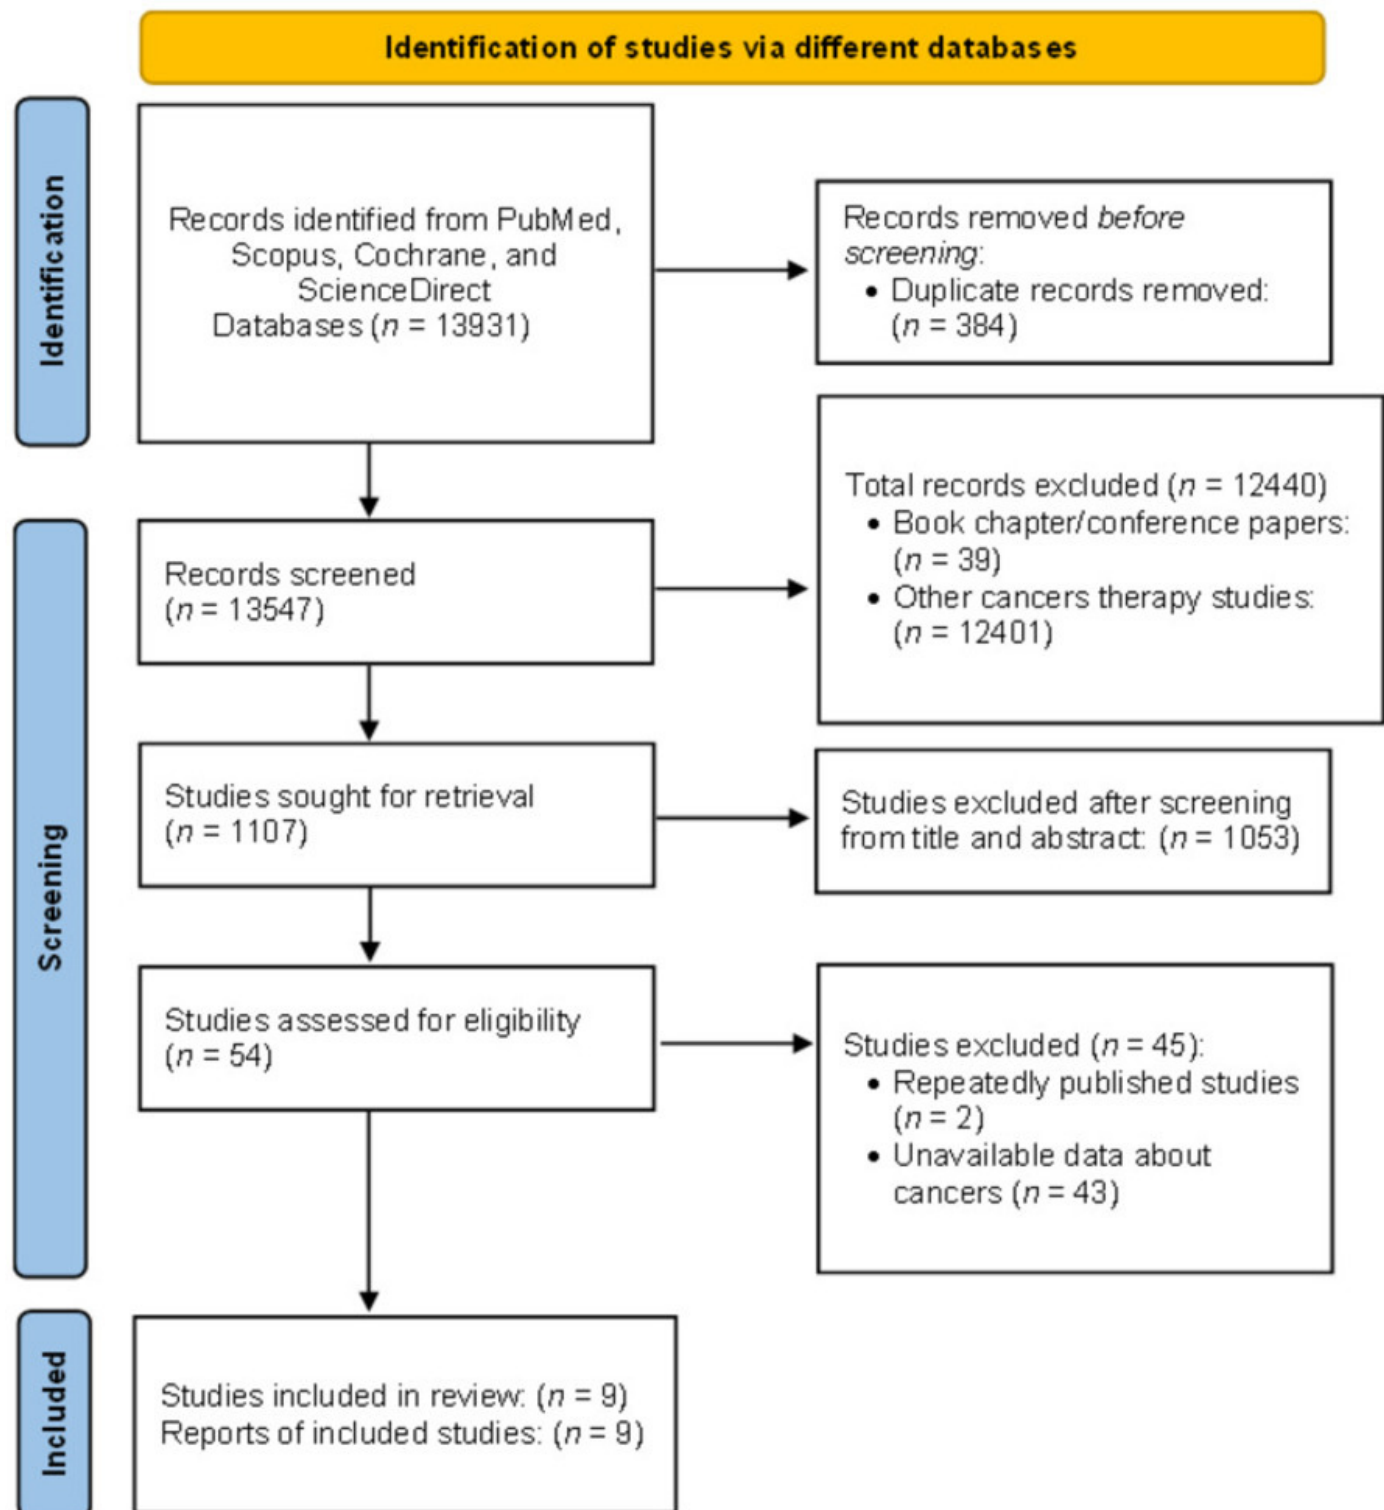 Identification of studies via different databases
Identification
Records identified from PubMed,
Scopus, Cochrane, and
ScienceDirect
Databases (n = 13931)
Records removed before
screening:
• Duplicate records removed:
(n = 384)
Screening
Records screened
(n = 13547)
Total records excluded (n = 12440)
• Book chapter/conference papers:
(n = 39)
• Other cancers therapy studies:
(n = 12401)
Studies sought for retrieval
(n = 1107)
Studies excluded after screening
from title and abstract: (n = 1053)
Studies assessed for eligibility
(n = 54)
Studies excluded (n = 45):
• Repeatedly published studies
(n = 2)
• Unavailable data about
cancers (n = 43)
Included
Studies included in review: (n = 9)
Reports of included studies: (n = 9)